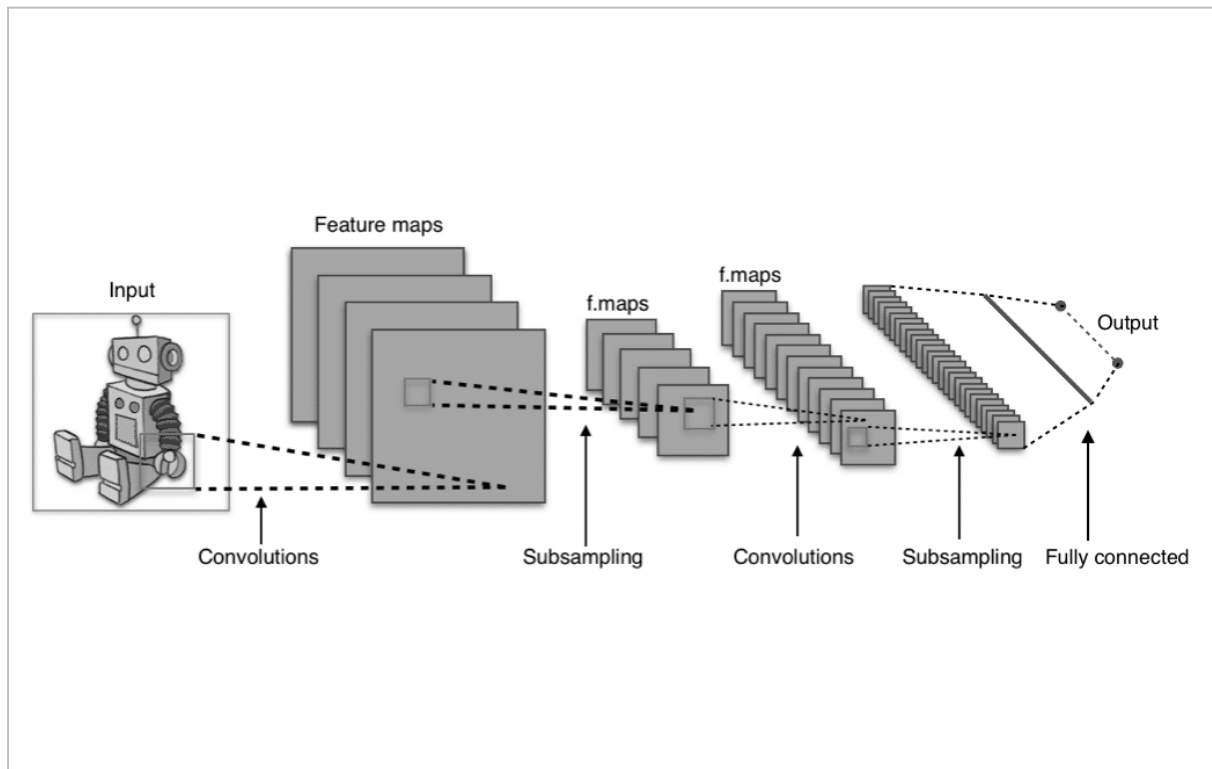 Feature maps
Input
f.maps
f.maps
Output
Convolutions
Subsampling
Convolutions
Subsampling
Fully connected